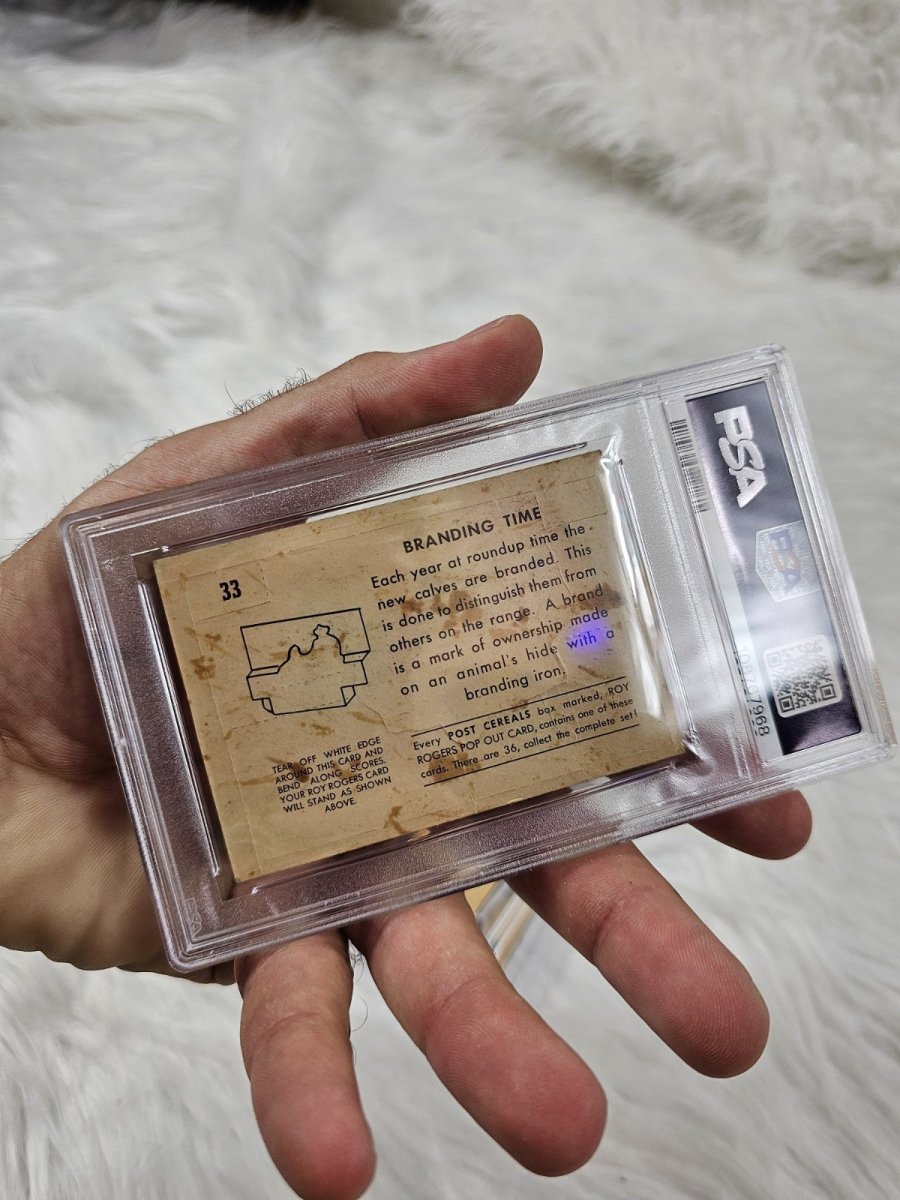 33
BRANDING TIME
Each year at roundup time the
new calves are branded. This
is done to distinguish them from
others on the range. A brand
is a mark of ownership made
on an animal's hide with a
branding iron.
Every POST CEREALS box marked, ROY
ROGERS POP OUT CARD, contains one of these
cards. There are 36, collect the complete set!
TEAR OFF WHITE EDGE
AROUND THIS CARD AND
BEND ALONG SCORES.
YOUR ROY ROGERS CARD
WILL STAND AS SHOWN
ABOVE.
PSA
PSA